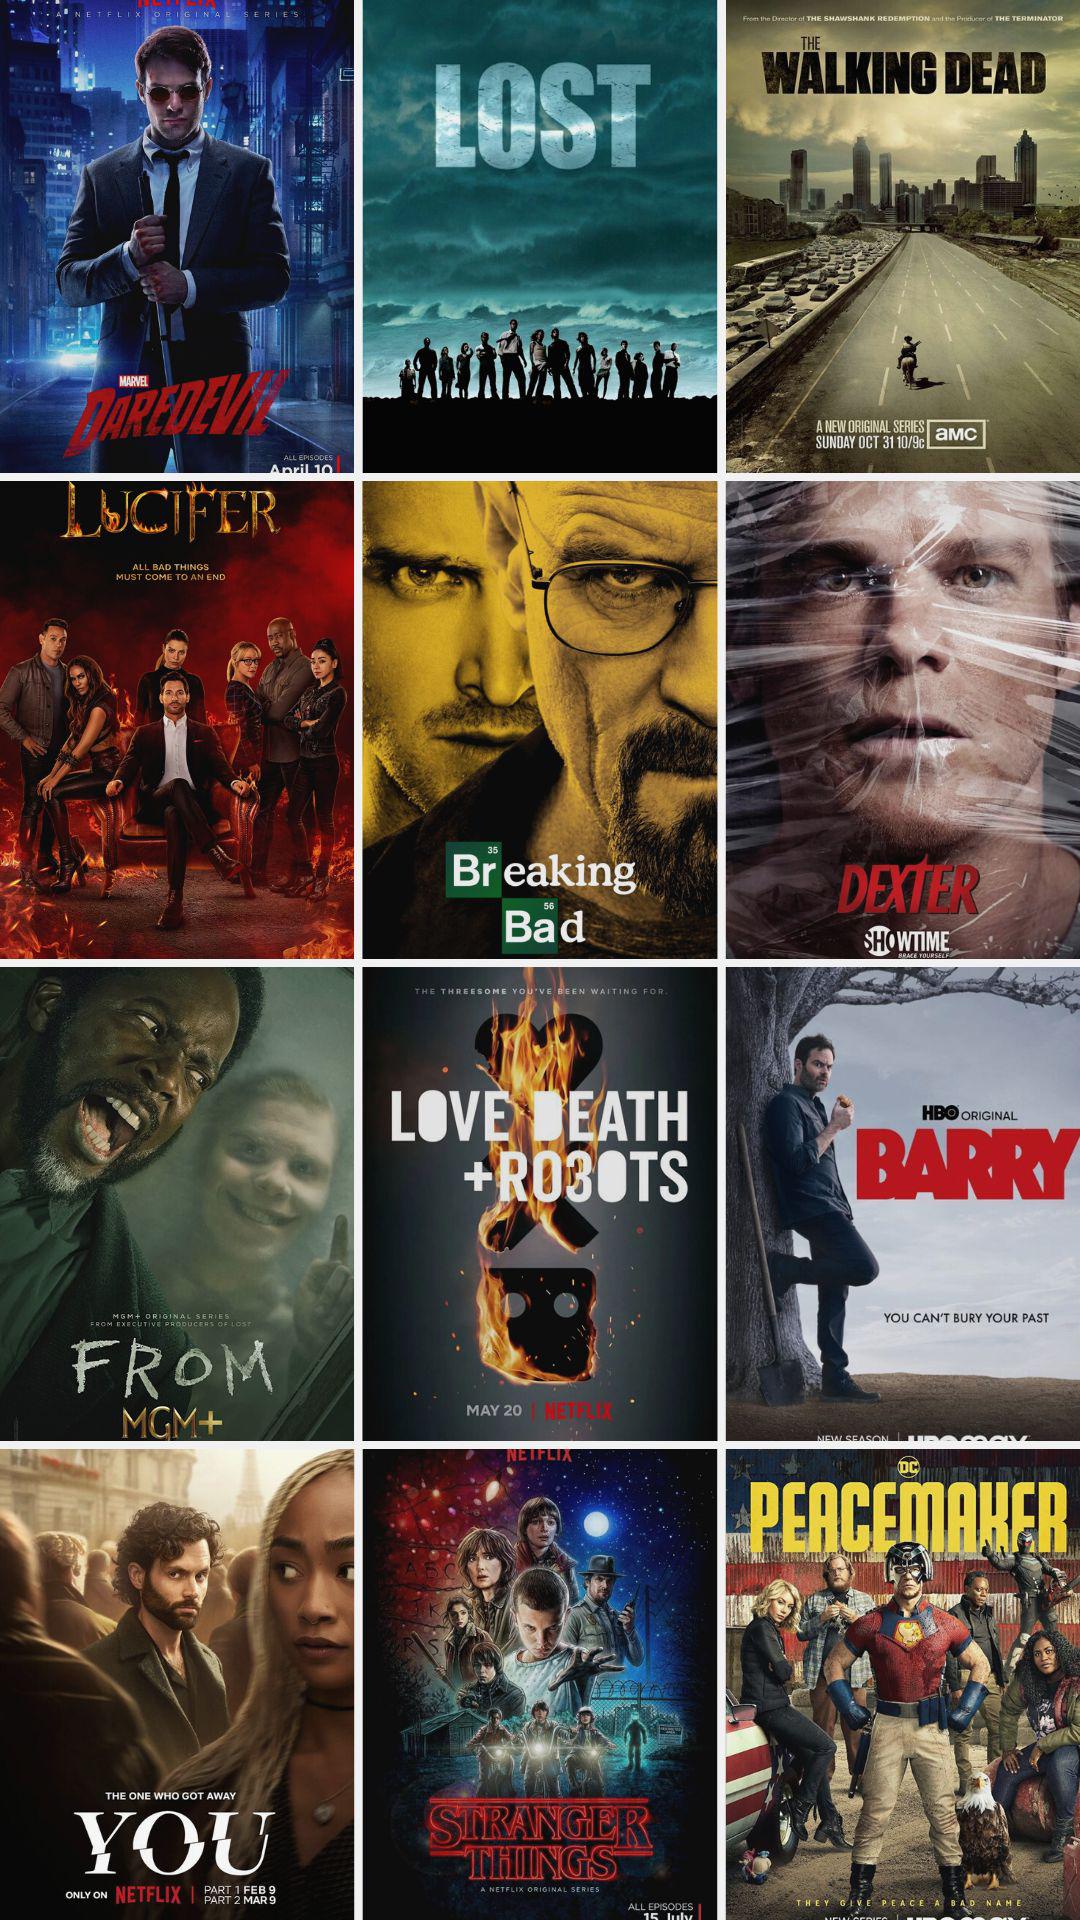 NETFLIX
A NETFLIX ORIGINAL SERIES
MARVEL
DAREDEVIL
ALL EPISODES
April 10
LOST
From the Director of THE SHAWSHANK REDEMPTION and the Producer of THE TERMINATOR
THE
WALKING DEAD
A NEW ORIGINAL SERIES
SUNDAY OCT 31 10/9c
amc
LUCIFER
ALL BAD THINGS
MUST COME TO AN END
35
Breaking
56
Bad
DEXTER
SHOWTIME
BRACE YOURSELF
MGM+ ORIGINAL SERIES
FROM EXECUTIVE PRODUCERS OF LOST
FROM
MGM+
THE THREESOME YOU'VE BEEN WAITING FOR.
LOVE DEATH
+RO3OTS
MAY 20 | NETFLIX
HBO ORIGINAL
BARRY
YOU CAN'T BURY YOUR PAST
NEW SEASON | HBOMAX
THE ONE WHO GOT AWAY
YOU
ONLY ON NETFLIX | PART 1 FEB 9
PART 2 MAR 9
NETFLIX
ABC
STRANGER
THINGS
A NETFLIX ORIGINAL SERIES
ALL EPISODES
15 July
DC
PEACEMAKER
THEY GIVE PEACE A BAD NAME
NEW SERIES | HBOMAX